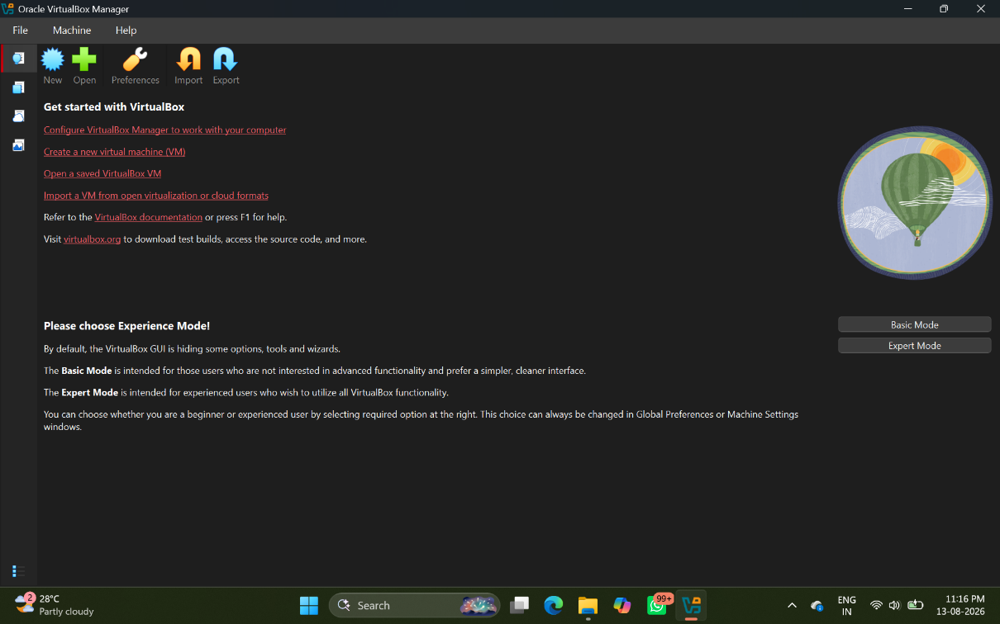 Oracle VirtualBox Manager
File Machine Help
New Open Preferences Import Export
Get started with VirtualBox
Configure VirtualBox Manager to work with your computer
Create a new virtual machine (VM)
Open a saved VirtualBox VM
Import a VM from open virtualization or cloud formats
Refer to the VirtualBox documentation or press F1 for help.
Visit virtualbox.org to download test builds, access the source code, and more.
Please choose Experience Mode!
Basic Mode
By default, the VirtualBox GUI is hiding some options, tools and wizards.
Expert Mode
The Basic Mode is intended for those users who are not interested in advanced functionality and prefer a simpler, cleaner interface.
The Expert Mode is intended for experienced users who wish to utilize all VirtualBox functionality.
You can choose whether you are a beginner or experienced user by selecting required option at the right. This choice can always be changed in Global Preferences or Machine Settings
windows.
2
28°C
Partly cloudy
Search
99+
ENG
IN
11:16 PM
13-08-2026